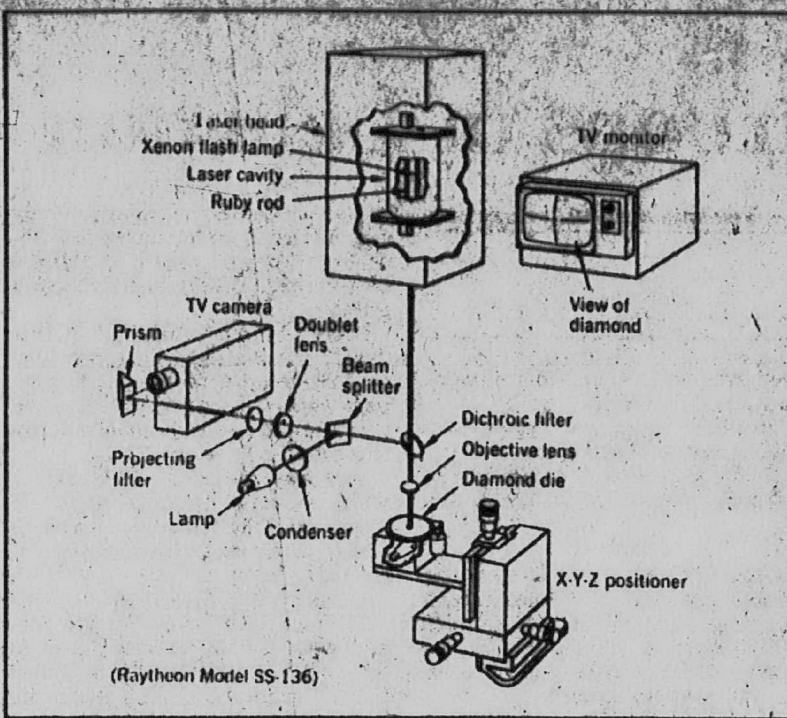 Laser head
Xenon flash lamp
Laser cavity
Ruby rod
TV monitor
View of
diamond
TV camera
Prism
Doublet
lens
Beam
splitter
Dichroic filter
Objective lens
Diamond die
Projecting
filter
Lamp
Condenser
X-Y-Z positioner
(Raytheon Model SS-136)